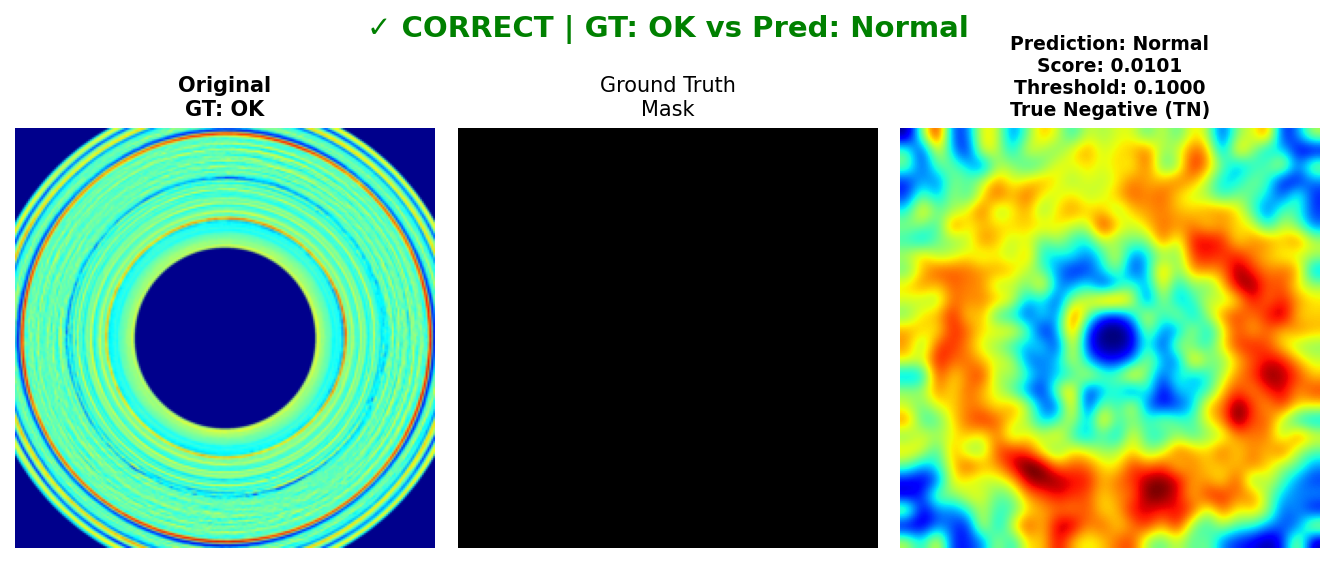 ✓ CORRECT | GT: OK vs Pred: Normal
Original
GT: OK
Ground Truth
Mask
Prediction: Normal
Score: 0.0101
Threshold: 0.1000
True Negative (TN)